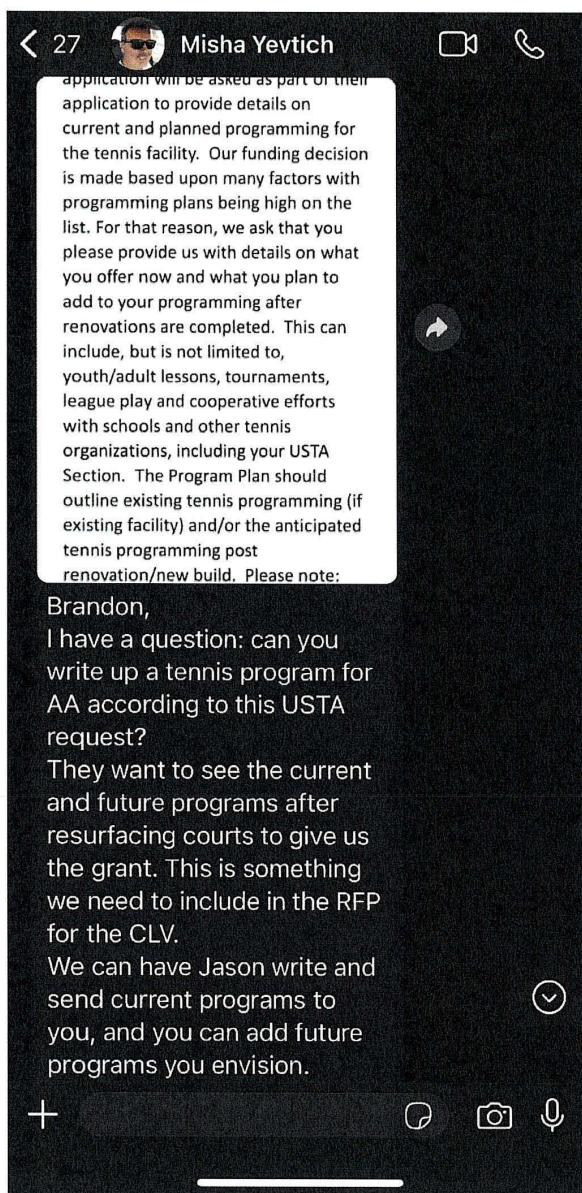 27 Misha Yevtich
application will be asked as part of their
application to provide details on
current and planned programming for
the tennis facility. Our funding decision
is made based upon many factors with
programming plans being high on the
list. For that reason, we ask that you
please provide us with details on what
you offer now and what you plan to
add to your programming after
renovations are completed. This can
include, but is not limited to,
youth/adult lessons, tournaments,
league play and cooperative efforts
with schools and other tennis
organizations, including your USTA
Section. The Program Plan should
outline existing tennis programming (if
existing facility) and/or the anticipated
tennis programming post
renovation/new build. Please note:
Brandon,
I have a question: can you
write up a tennis program for
AA according to this USTA
request?
They want to see the current
and future programs after
resurfacing courts to give us
the grant. This is something
we need to include in the RFP
for the CLV.
We can have Jason write and
send current programs to
you, and you can add future
programs you envision.